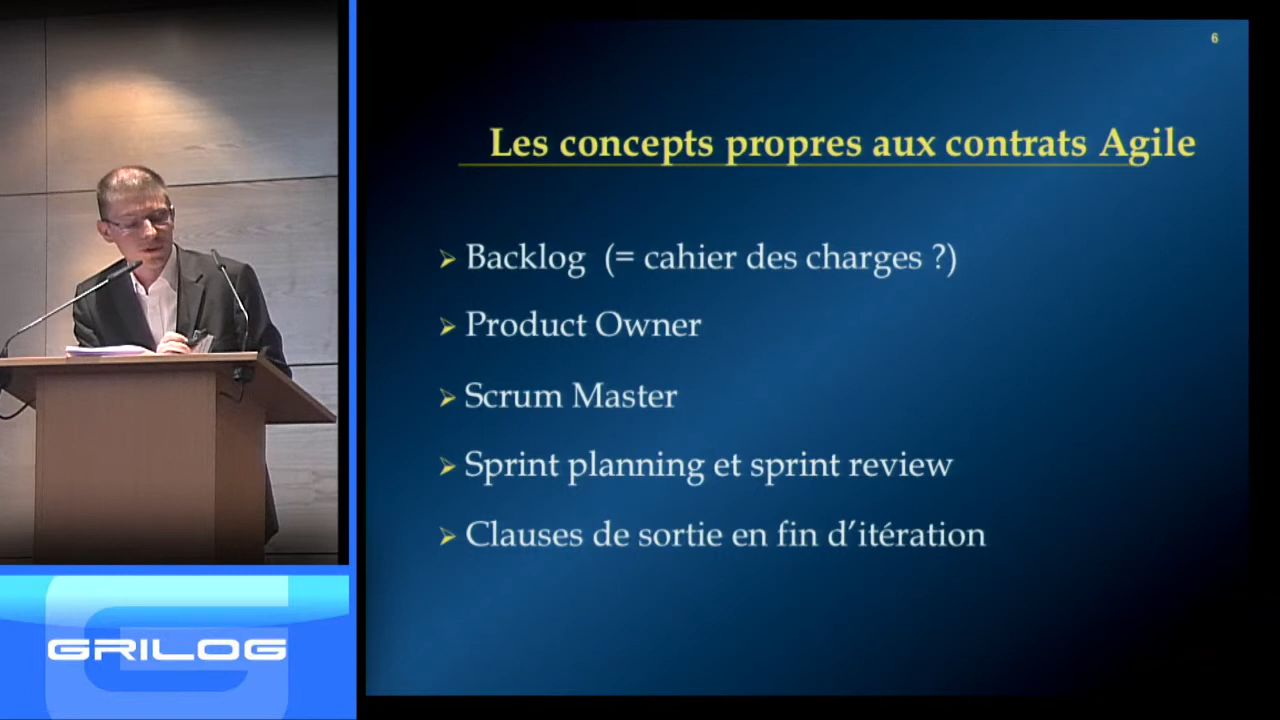 6
Les concepts propres aux contrats Agile
➢ Backlog (= cahier des charges ?)
➢ Product Owner
➢ Scrum Master
➢ Sprint planning et sprint review
➢ Clauses de sortie en fin d’itération
GRILOG